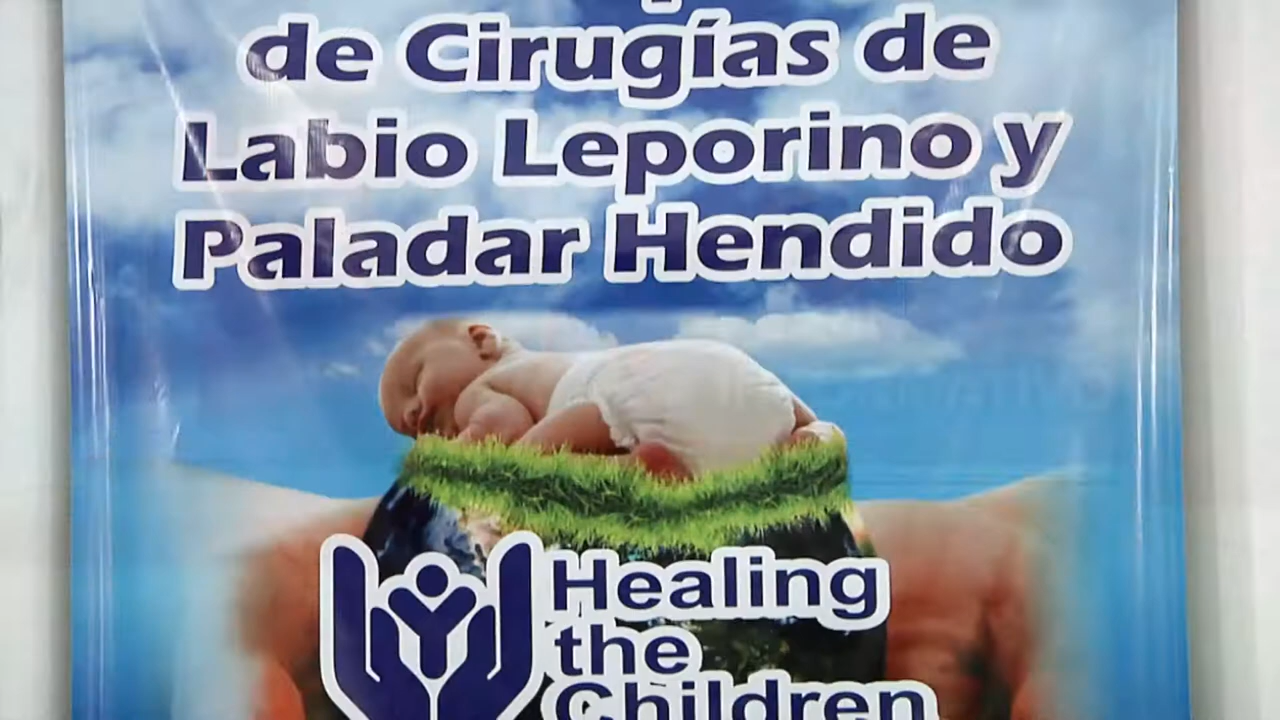 de Cirugías de
Labio Leporino y
Paladar Hendido
Healing
the
Children